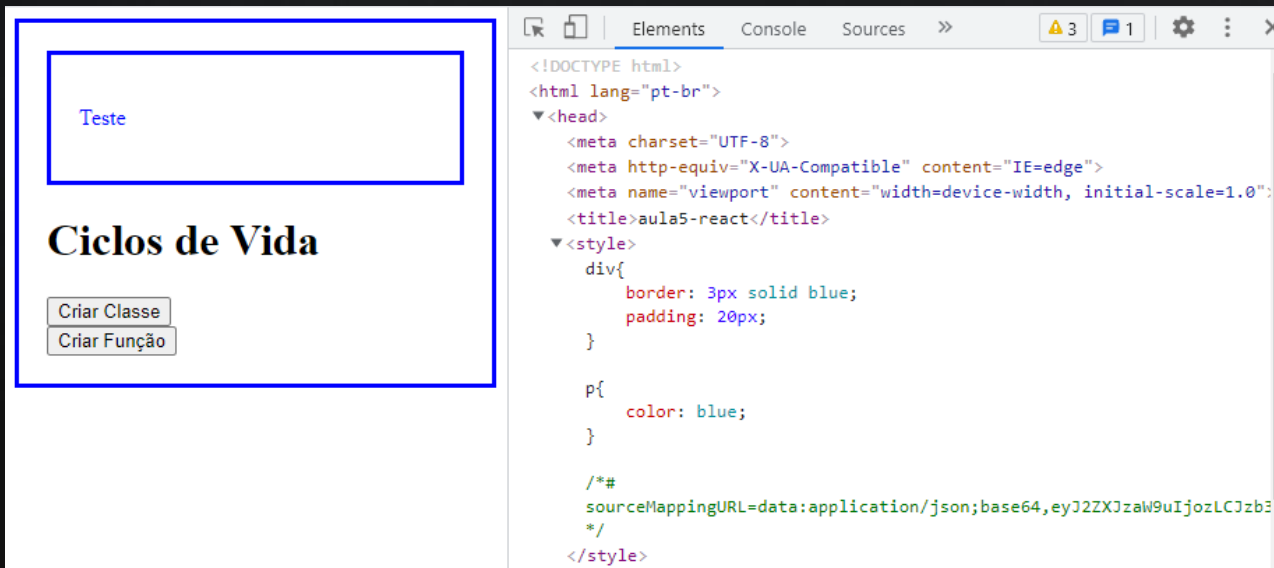 Teste
Ciclos de Vida
Criar Classe
Criar Função
Elements Console Sources » 3 1
<!DOCTYPE html>
<html lang="pt-br">
▼<head>
<meta charset="UTF-8">
<meta http-equiv="X-UA-Compatible" content="IE=edge">
<meta name="viewport" content="width=device-width, initial-scale=1.0">
<title>aula5-react</title>
▼<style>
div{
border: 3px solid blue;
padding: 20px;
}
p{
color: blue;
}
/*#
sourceMappingURL=data:application/json;base64,eyJ2ZXJzaW9uIjozLCJzb3
*/
</style>